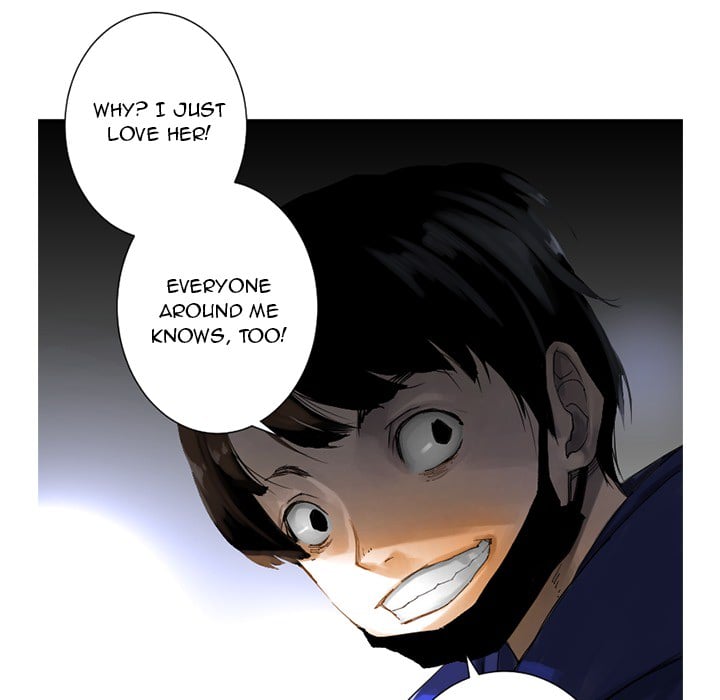 WHY? I JUST
LOVE HER!
EVERYONE
AROUND ME
KNOWS, TOO!